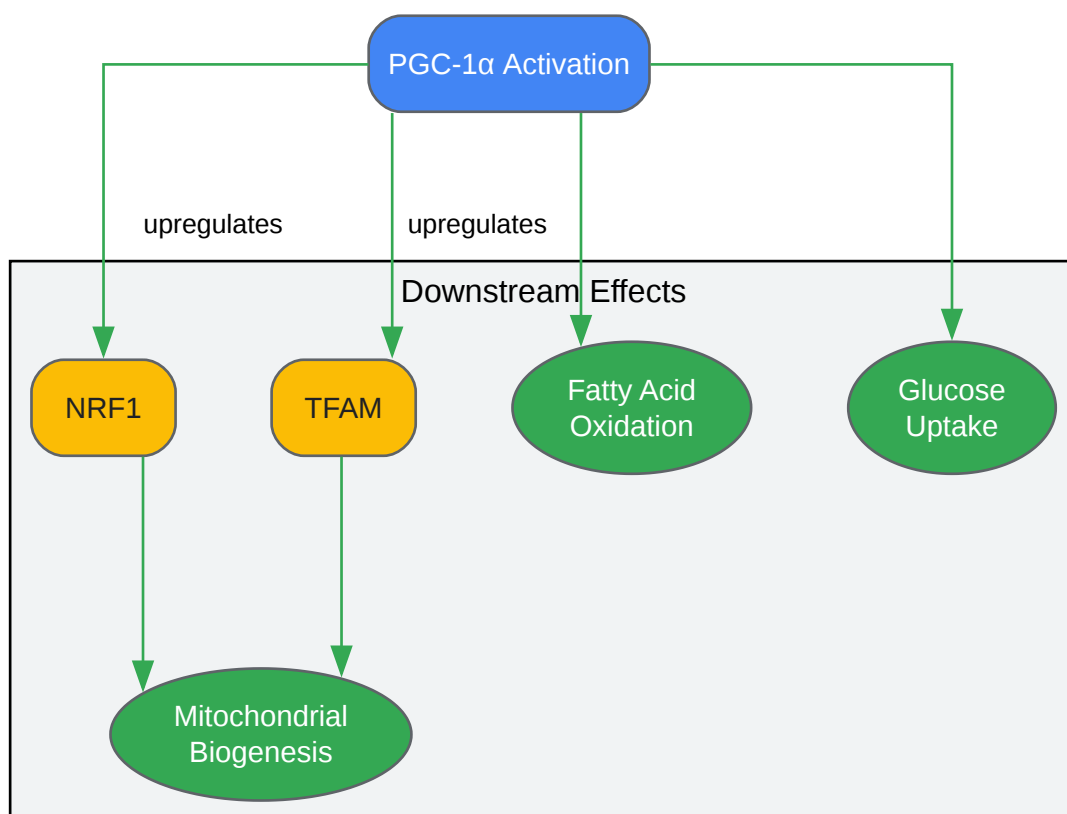 PGC-1α Activation
upregulates
upregulates
Downstream Effects
NRF1
TFAM
Fatty Acid
Oxidation
Glucose
Uptake
Mitochondrial
Biogenesis